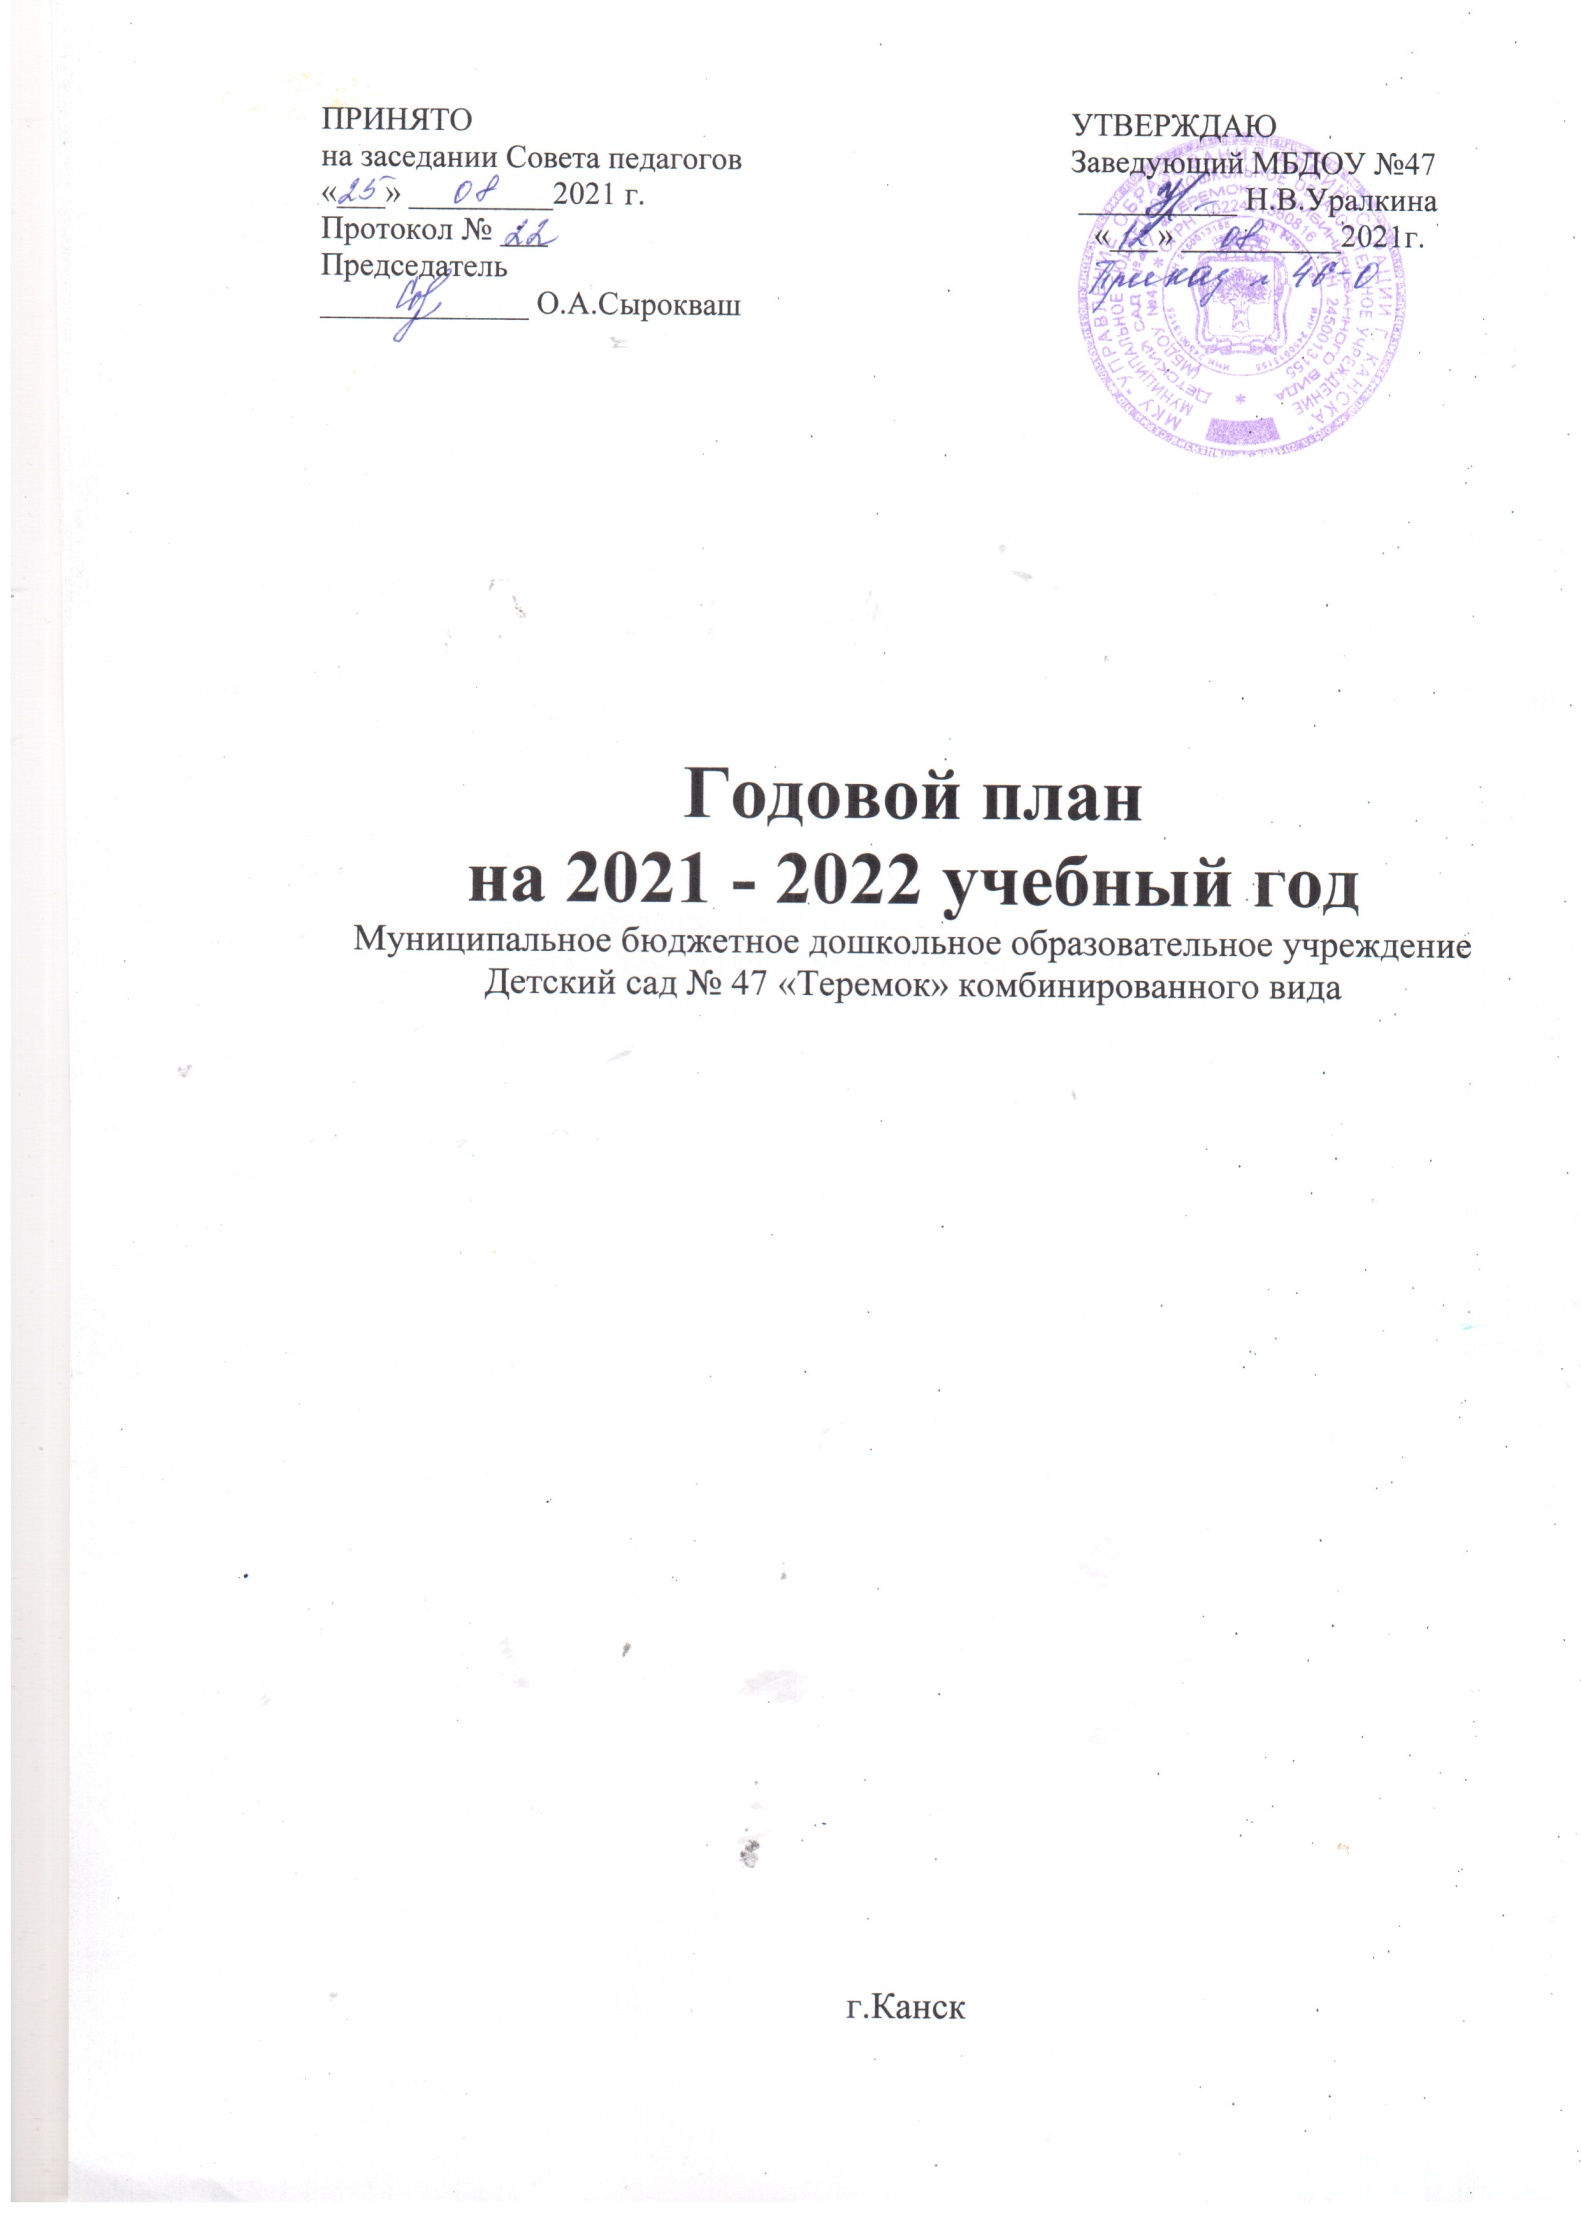 ПРИНЯТО
на заседании Совета педагогов
«25» 08 2021 г.
Протокол № 22
Председатель
О.А.Сырокваш
УТВЕРЖДАЮ
Заведующий МБДОУ №47
Н.В.Уралкина
«12» 08 2021г.
Приказ 46-О
Годовой план
на 2021 - 2022 учебный год
Муниципальное бюджетное дошкольное образовательное учреждение
Детский сад № 47 «Теремок» комбинированного вида
г.Канск